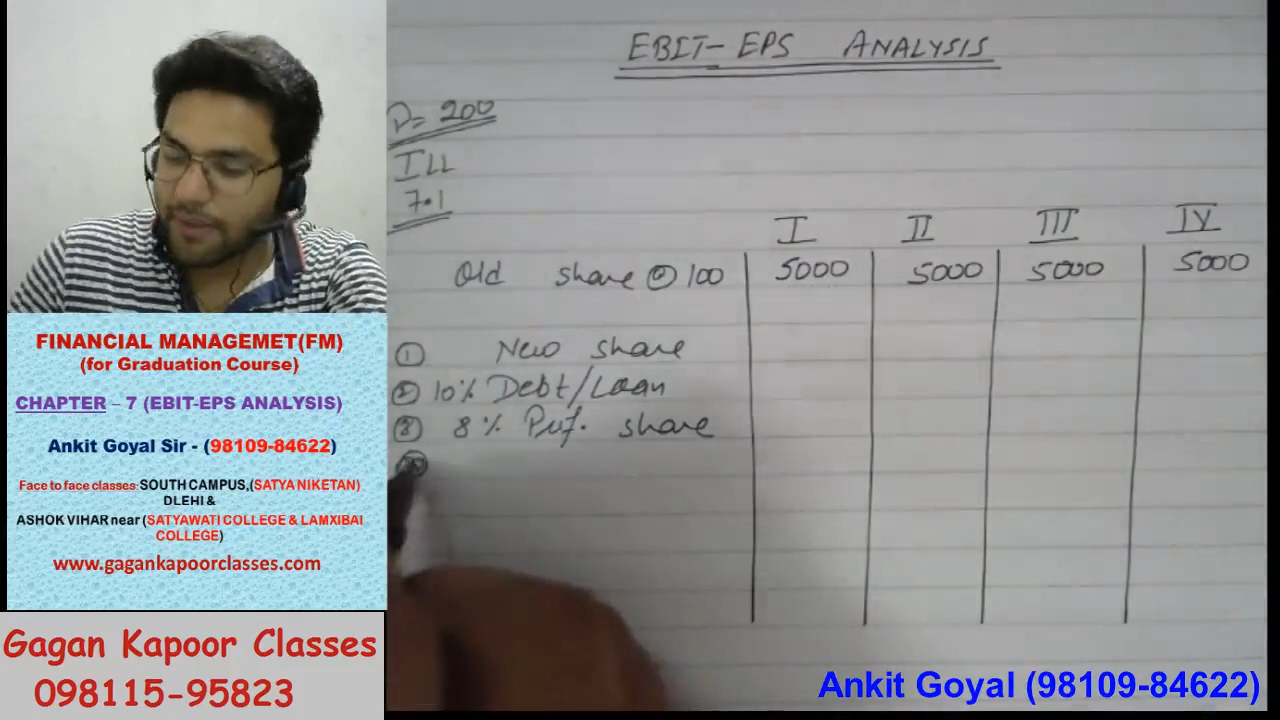 EBIT-EPS ANALYSIS
P= 200
ILL
7.1
I II III IV
Old share @ 100 5000 5000 5000 5000
① New share
② 10% Debt/Loan
③ 8% Pref. share
FINANCIAL MANAGEMET(FM)
(for Graduation Course)
CHAPTER – 7 (EBIT-EPS ANALYSIS)
Ankit Goyal Sir - (98109-84622)
Face to face classes: SOUTH CAMPUS,(SATYA NIKETAN)
DLEHI &
ASHOK VIHAR near (SATYAWATI COLLEGE & LAMXIBAI
COLLEGE)
www.gagankapoorclasses.com
Gagan Kapoor Classes
098115-95823
Ankit Goyal (98109-84622)